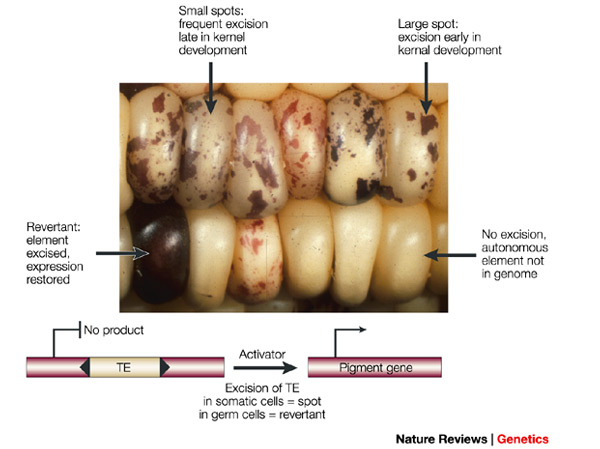 Small spots:
frequent excision
late in kernel
development
Large spot:
excision early in
kernal development
Revertant:
element
excised,
expression
restored
No excision,
autonomous
element not
in genome
No product
TE
Activator
Excision of TE
in somatic cells = spot
in germ cells = revertant
Pigment gene
Nature Reviews | Genetics